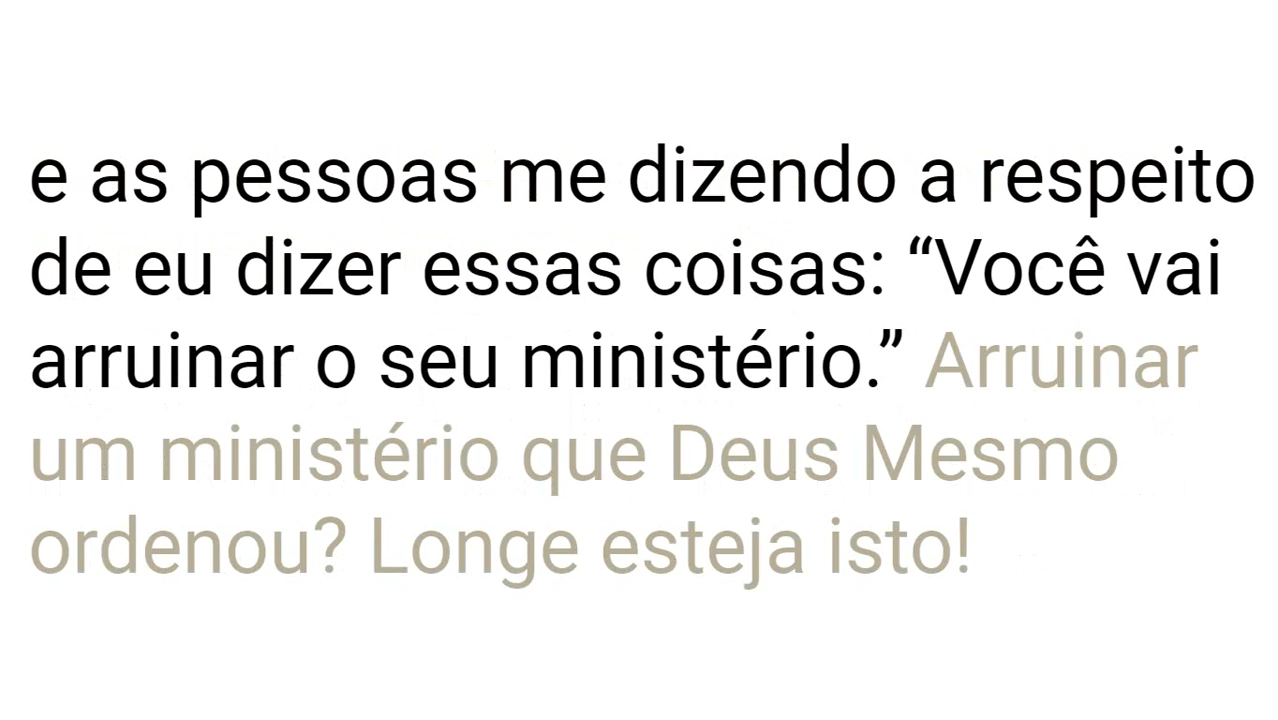 e as pessoas me dizendo a respeito
de eu dizer essas coisas: “Você vai
arruinar o seu ministério.” Arruinar
um ministério que Deus Mesmo
ordenou? Longe esteja isto!